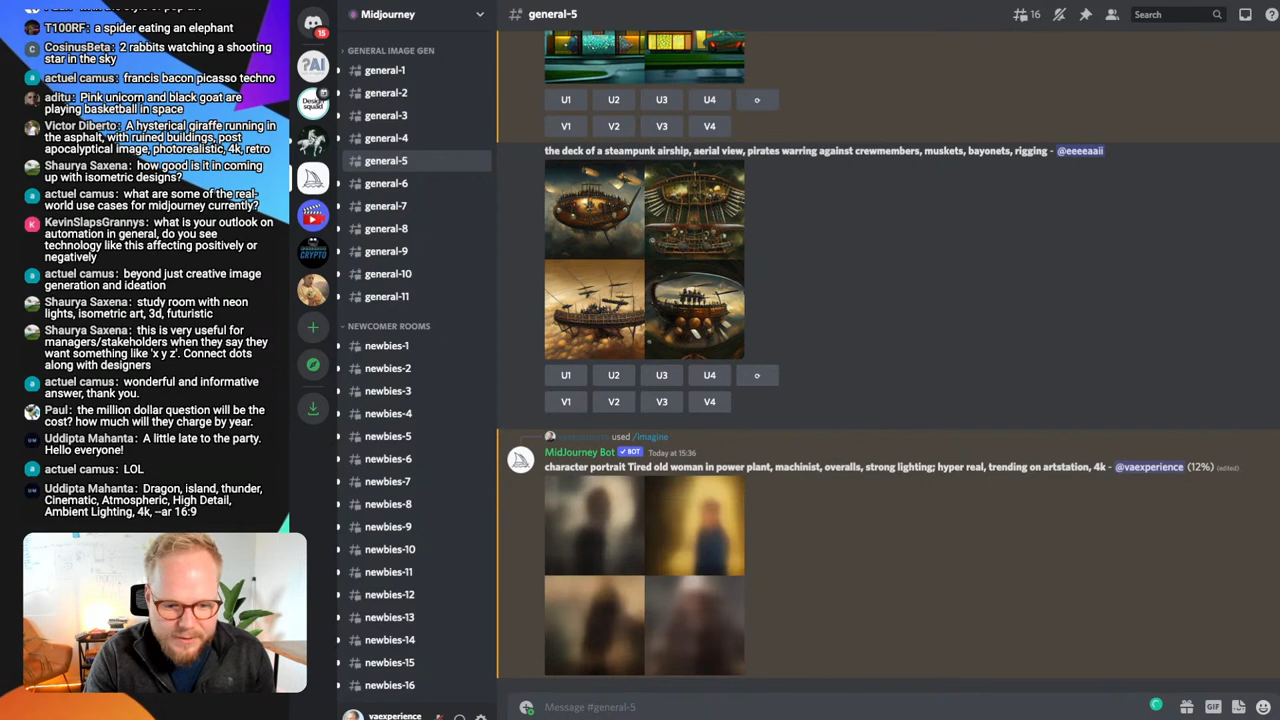 T100RF: a spider eating an elephant
CosinusBeta: 2 rabbits watching a shooting
star in the sky
actuel camus: francis bacon picasso techno
aditu: Pink unicorn and black goat are
playing basketball in space
Victor Diberto: A hysterical giraffe running in
the asphalt, with ruined buildings, post
apocalyptical image, photorealistic, 4k, retro
Shaurya Saxena: how good is it in coming
up with isometric designs?
actuel camus: what are some of the real-
world use cases for midjourney currently?
KevinSlapsGrannys: what is your outlook on
automation in general, do you see
technology like this affecting positively or
negatively
actuel camus: beyond just creative image
generation and ideation
Shaurya Saxena: study room with neon
lights, isometric art, 3d, futuristic
Shaurya Saxena: this is very useful for
managers/stakeholders when they say they
want something like 'x y z'. Connect dots
along with designers
actuel camus: wonderful and informative
answer, thank you.
Paul: the million dollar question will be the
cost? how much will they charge by year.
Uddipta Mahanta: A little late to the party.
Hello everyone!
actuel camus: LOL
Uddipta Mahanta: Dragon, island, thunder,
Cinematic, Atmospheric, High Detail,
Ambient Lighting, 4k, --ar 16:9
15
?AI
Design
squad
CRYPTO
Midjourney
GENERAL IMAGE GEN
general-1
general-2
general-3
general-4
general-5
general-6
general-7
general-8
general-9
general-10
general-11
NEWCOMER ROOMS
newbies-1
newbies-2
newbies-3
newbies-4
newbies-5
newbies-6
newbies-7
newbies-8
newbies-9
newbies-10
newbies-11
newbies-12
newbies-13
newbies-14
newbies-15
newbies-16
vaexperience
general-5
16
Search
U1 U2 U3 U4
V1 V2 V3 V4
the deck of a steampunk airship, aerial view, pirates warring against crewmembers, muskets, bayonets, rigging - @eeeeaaii
U1 U2 U3 U4
V1 V2 V3 V4
used /imagine
MidJourney Bot BOT Today at 15:36
character portrait Tired old woman in power plant, machinist, overalls, strong lighting; hyper real, trending on artstation, 4k - @vaexperience (12%) (edited)
Message #general-5
GIF